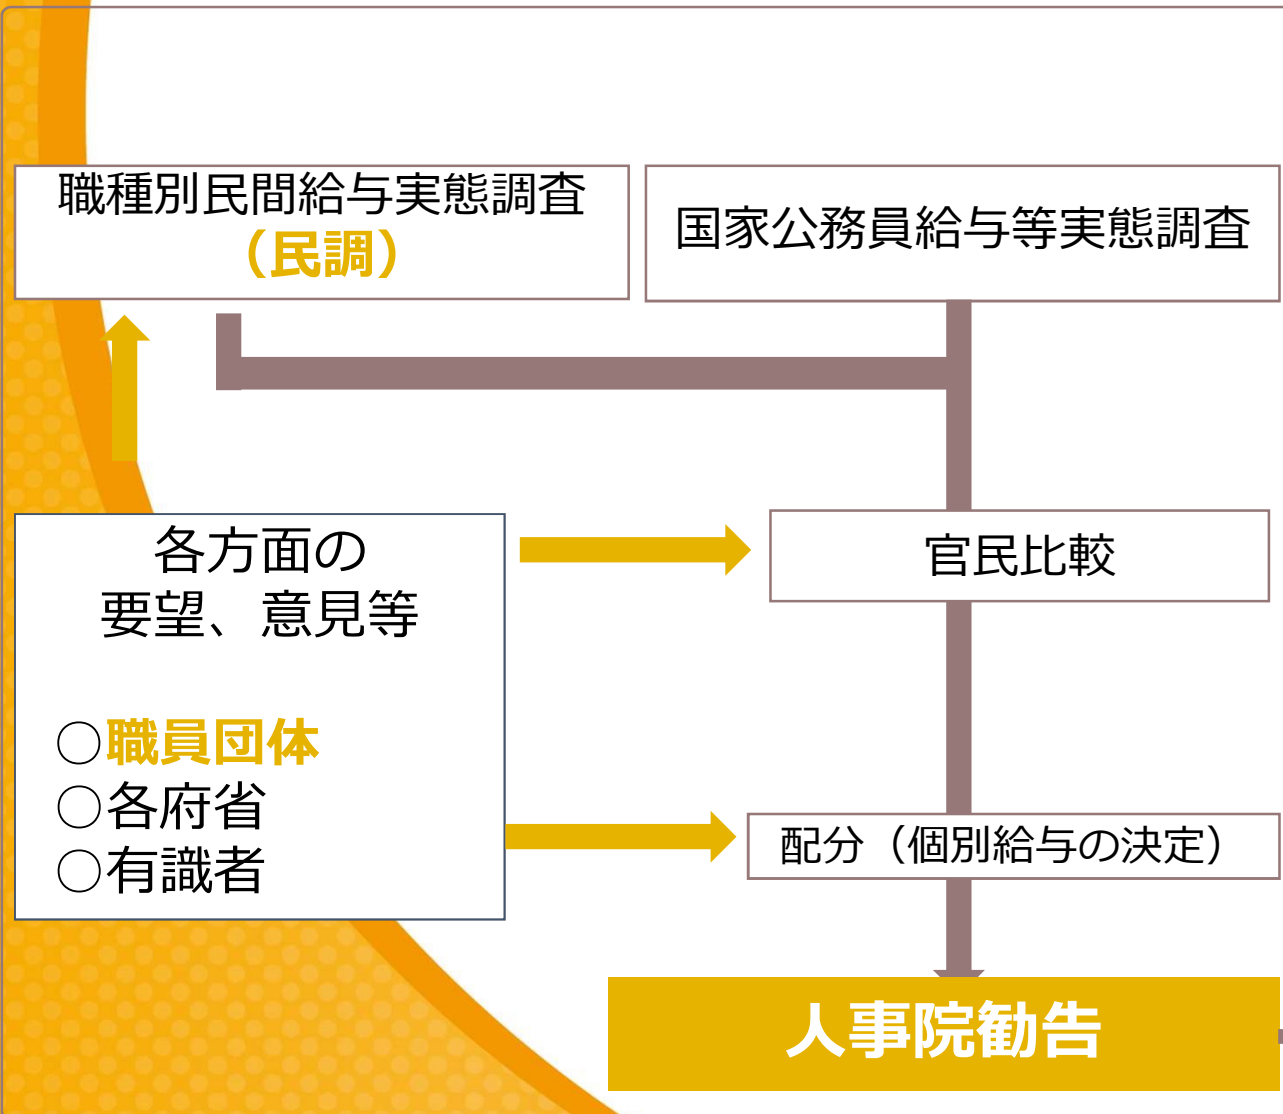 職種別民間給与実態調査
（民調）
国家公務員給与等実態調査
各方面の
要望、意見等
○職員団体
○各府省
○有識者
官民比較
配分（個別給与の決定）
人事院勧告